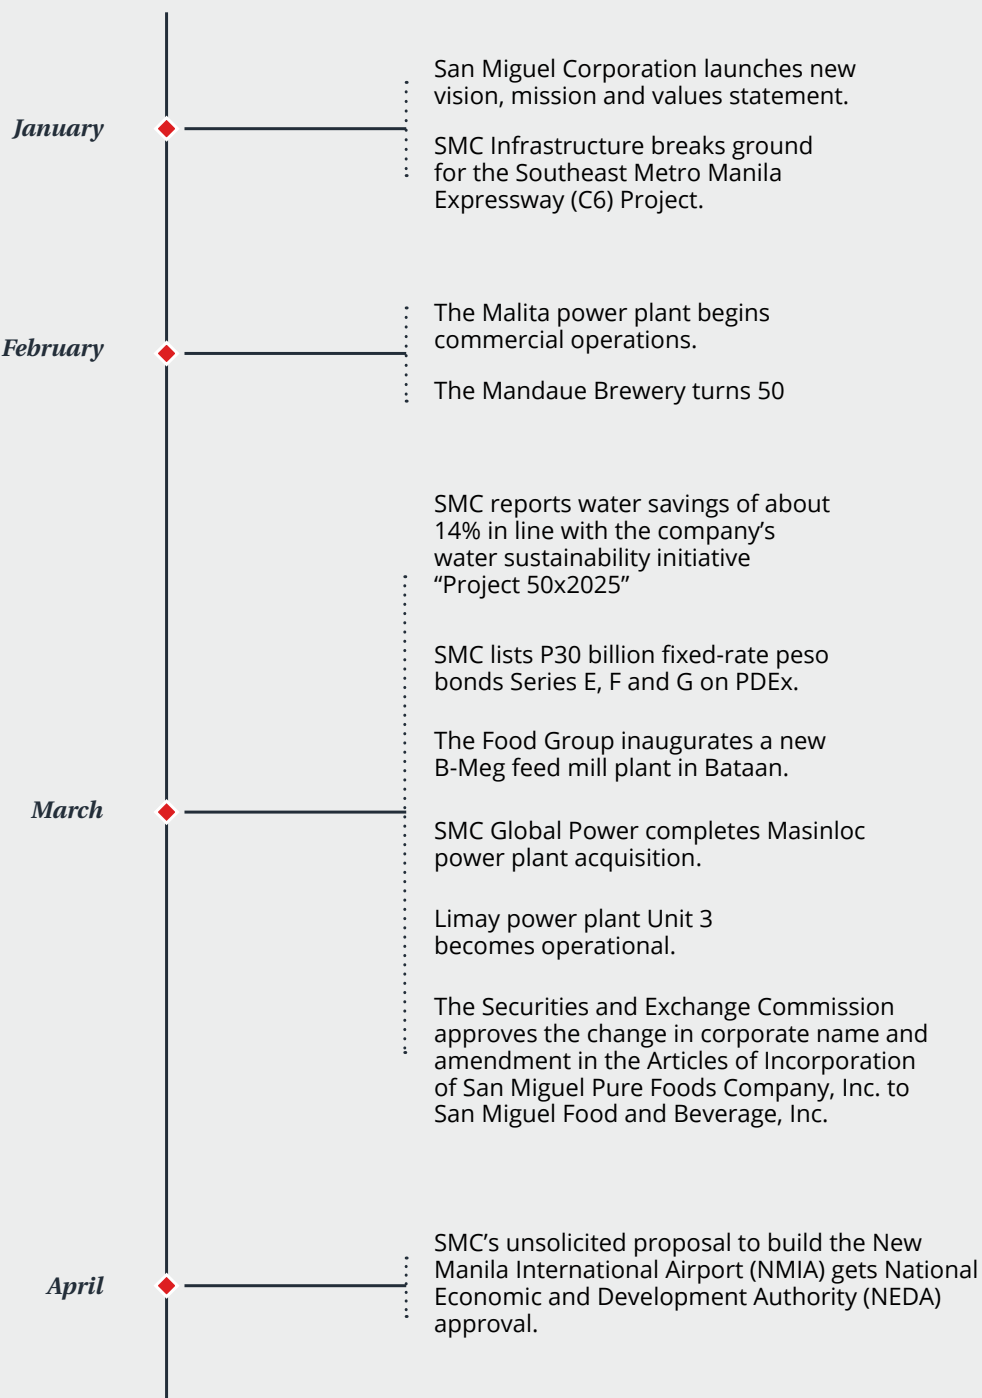 January
San Miguel Corporation launches new
vision, mission and values statement.
SMC Infrastructure breaks ground
for the Southeast Metro Manila
Expressway (C6) Project.
February
The Malita power plant begins
commercial operations.
The Mandaue Brewery turns 50
March
SMC reports water savings of about
14% in line with the company’s
water sustainability initiative
“Project 50x2025”
SMC lists P30 billion fixed-rate peso
bonds Series E, F and G on PDEx.
The Food Group inaugurates a new
B-Meg feed mill plant in Bataan.
SMC Global Power completes Masinloc
power plant acquisition.
Limay power plant Unit 3
becomes operational.
The Securities and Exchange Commission
approves the change in corporate name and
amendment in the Articles of Incorporation
of San Miguel Pure Foods Company, Inc. to
San Miguel Food and Beverage, Inc.
April
SMC’s unsolicited proposal to build the New
Manila International Airport (NMIA) gets National
Economic and Development Authority (NEDA)
approval.